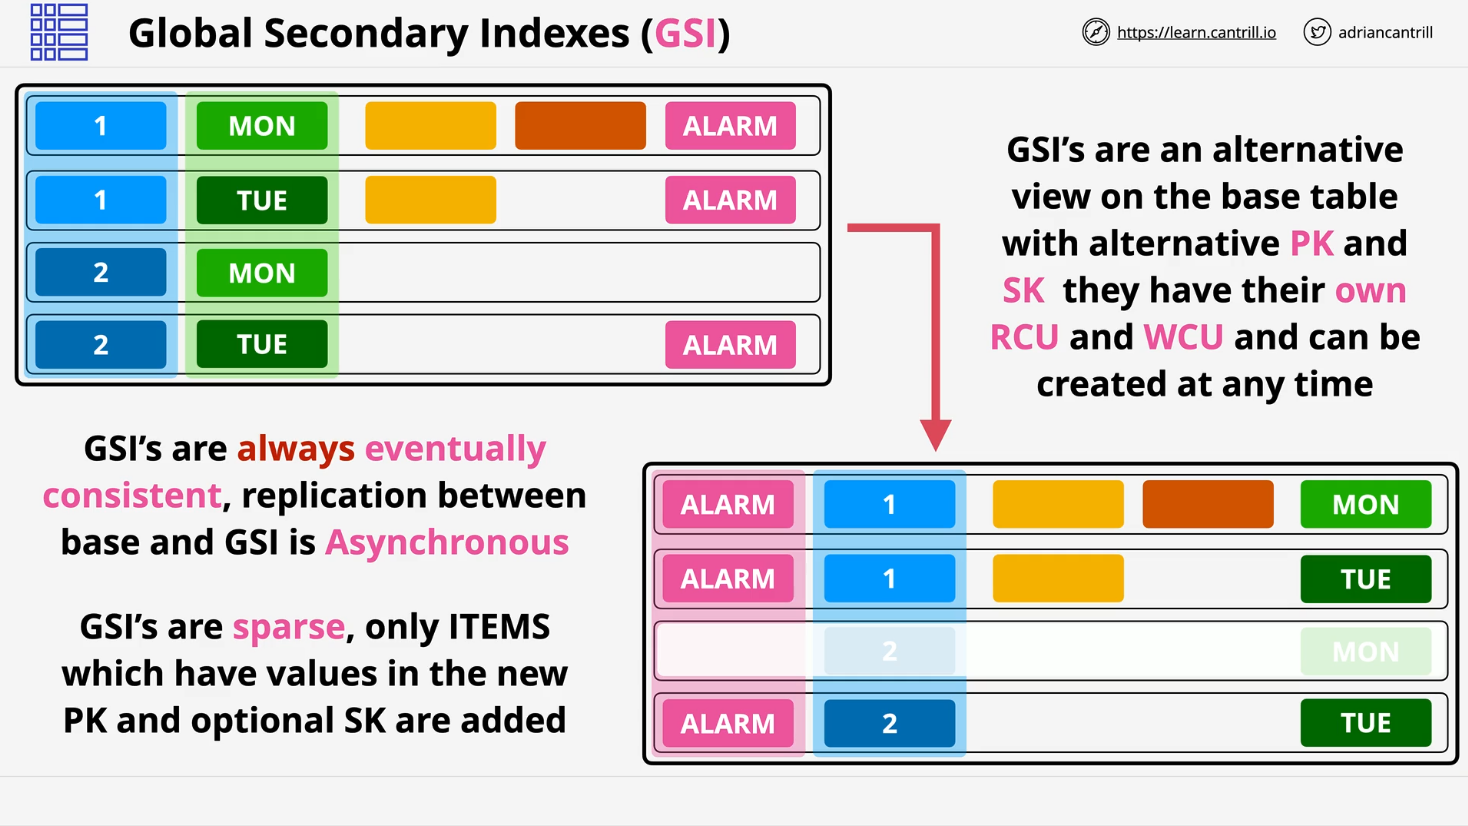 Global Secondary Indexes (GSI)
https://learn.cantrill.io
adriancantrill
1 MON ALARM
1 TUE ALARM
2 MON
2 TUE ALARM
GSI’s are an alternative
view on the base table
with alternative PK and
SK they have their own
RCU and WCU and can be
created at any time
GSI’s are always eventually
consistent, replication between
base and GSI is Asynchronous
GSI’s are sparse, only ITEMS
which have values in the new
PK and optional SK are added
ALARM 1 MON
ALARM 1 TUE
2 MON
ALARM 2 TUE